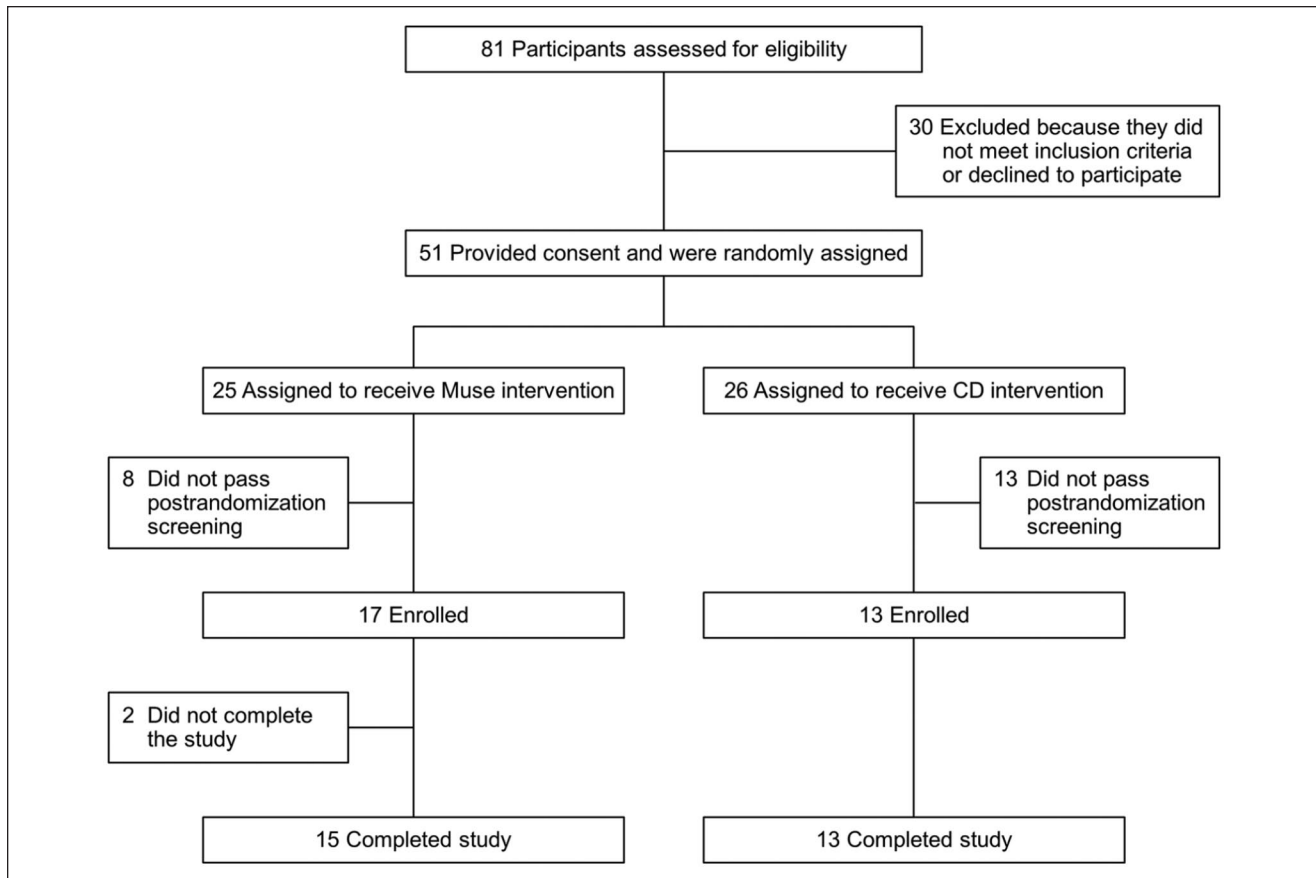 81 Participants assessed for eligibility
30 Excluded because they did
not meet inclusion criteria
or declined to participate
51 Provided consent and were randomly assigned
25 Assigned to receive Muse intervention
26 Assigned to receive CD intervention
8 Did not pass
postrandomization
screening
13 Did not pass
postrandomization
screening
17 Enrolled
13 Enrolled
2 Did not complete
the study
15 Completed study
13 Completed study